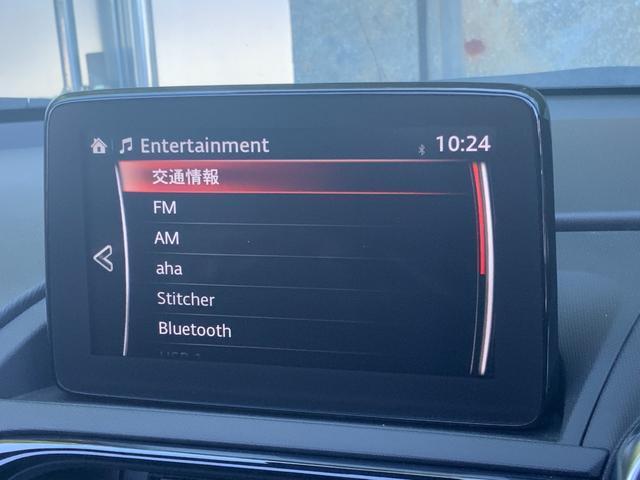 Entertainment 10:24
交通情報
FM
AM
aha
Stitcher
Bluetooth